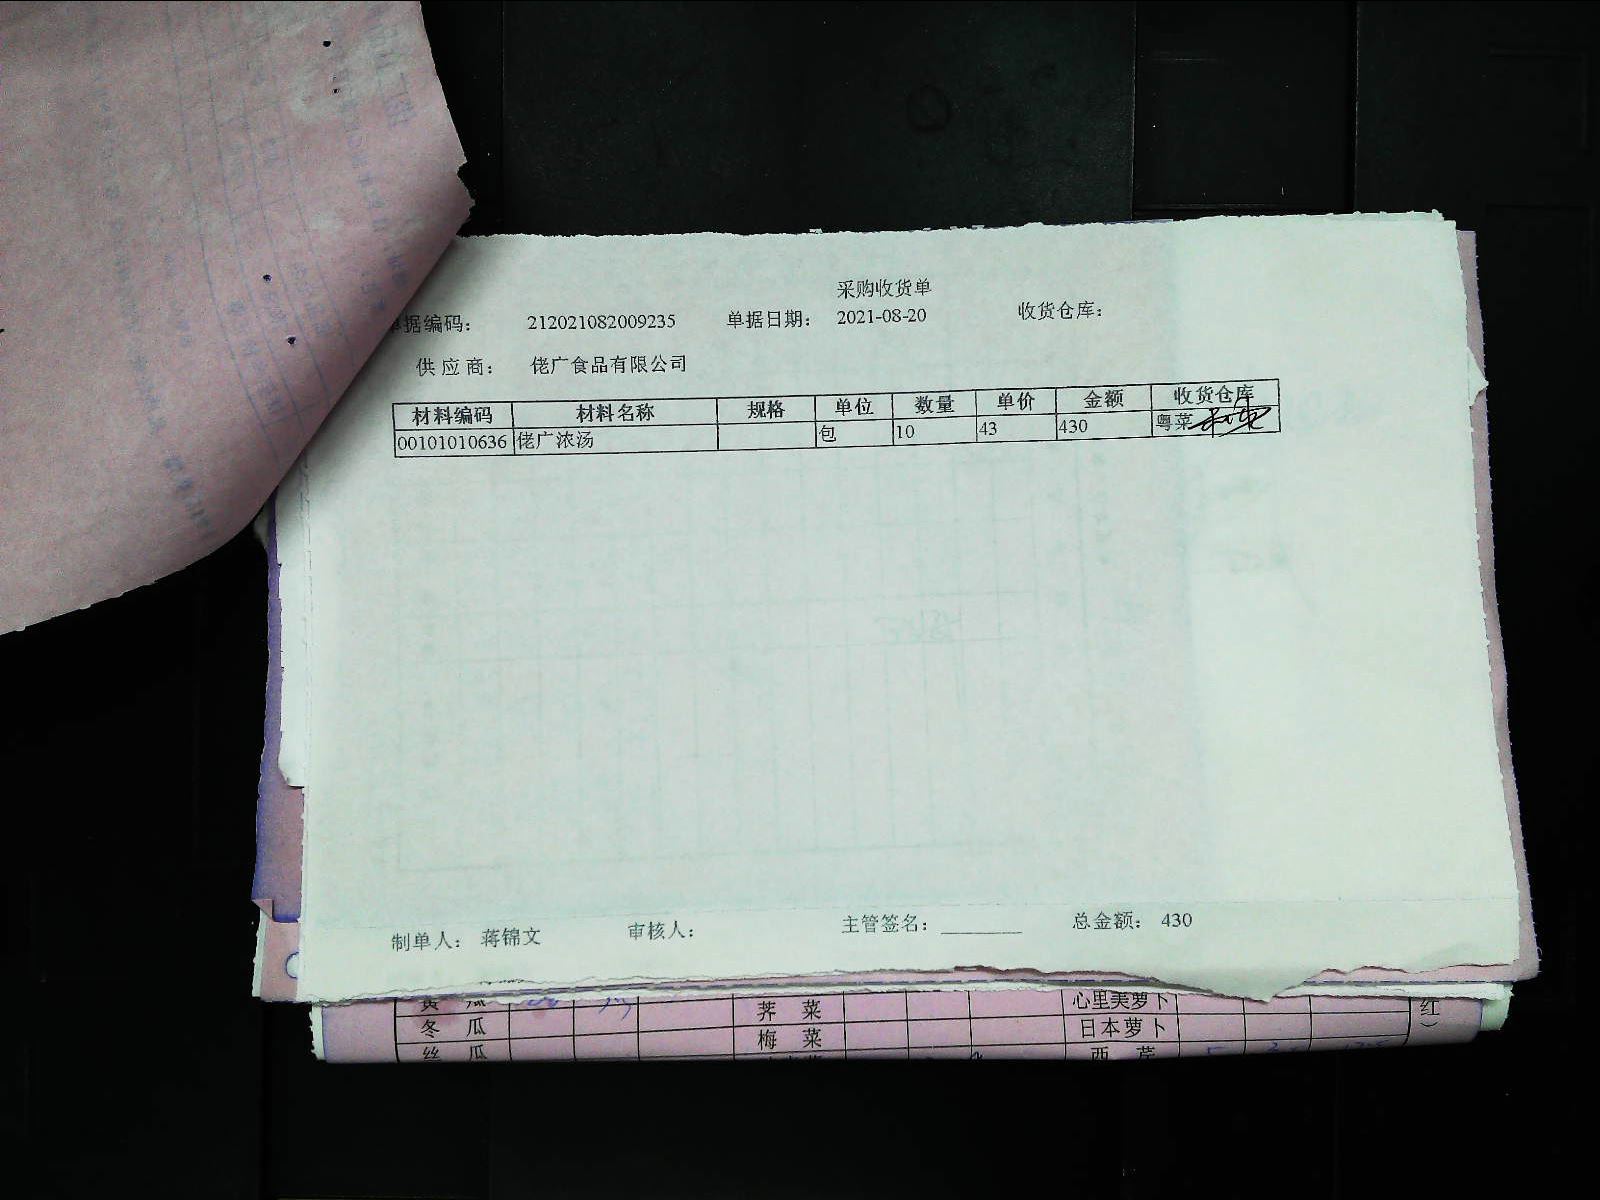 采购收货单
据编码： 212021082009235 单据日期： 2021-08-20 收货仓库：
供应商： 佬广食品有限公司
材料编码 材料名称 规格 单位 数量 单价 金额 收货仓库
00101010636 佬广浓汤 包 10 43 430 粤菜
制单人： 蒋锦文 审核人： 主管签名：________ 总金额： 430
黄 瓜 荠 菜 心里美萝卜
冬 瓜 梅 菜 日本萝卜
丝 瓜 西 芹
红）